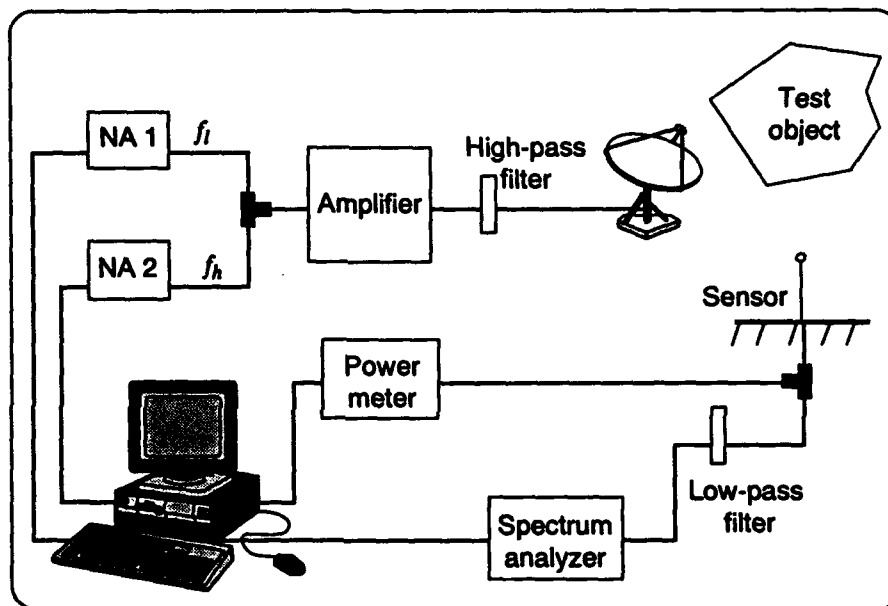 NA 1
f_l
NA 2
f_h
Amplifier
High-pass
filter
Test
object
Sensor
Power
meter
Low-pass
filter
Spectrum
analyzer